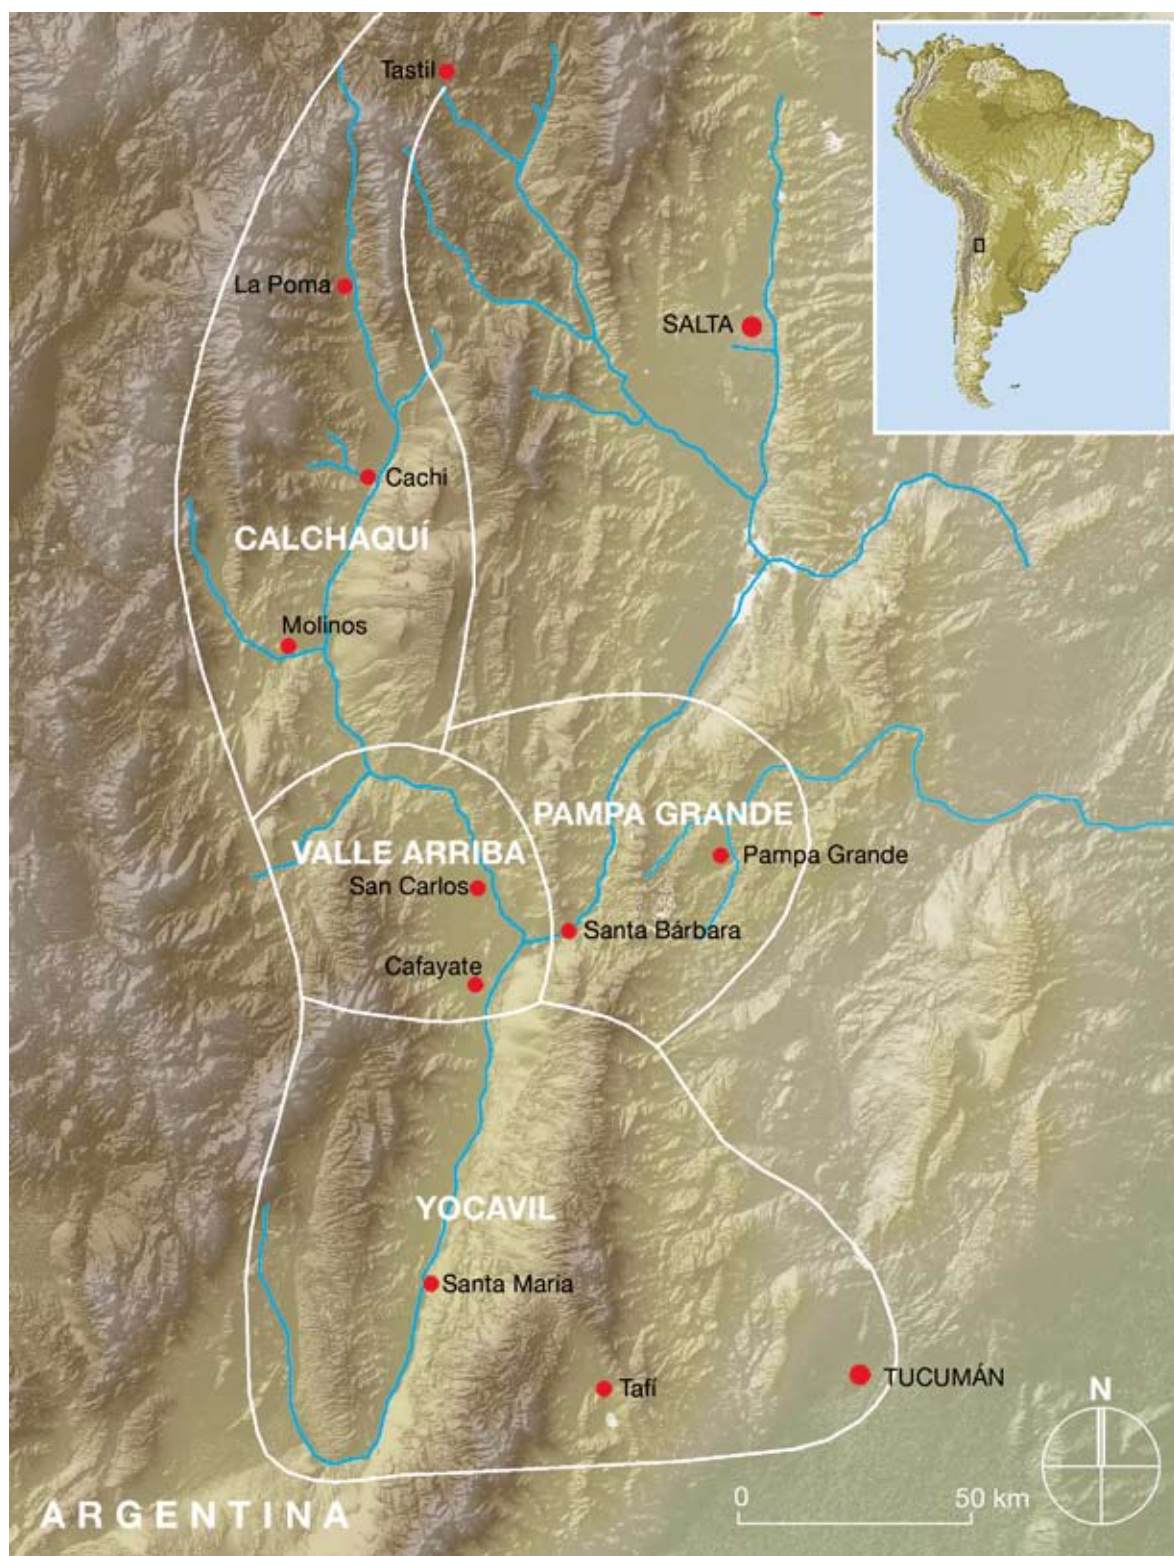 Tastil
La Poma
SALTA
Cachi
CALCHAQUÍ
Molinos
PAMPA GRANDE
VALLE ARRIBA
Pampa Grande
San Carlos
Santa Bárbara
Cafayate
YOCAVIL
Santa Maria
Tafí
TUCUMÁN
N
0 50 km
ARGENTINA